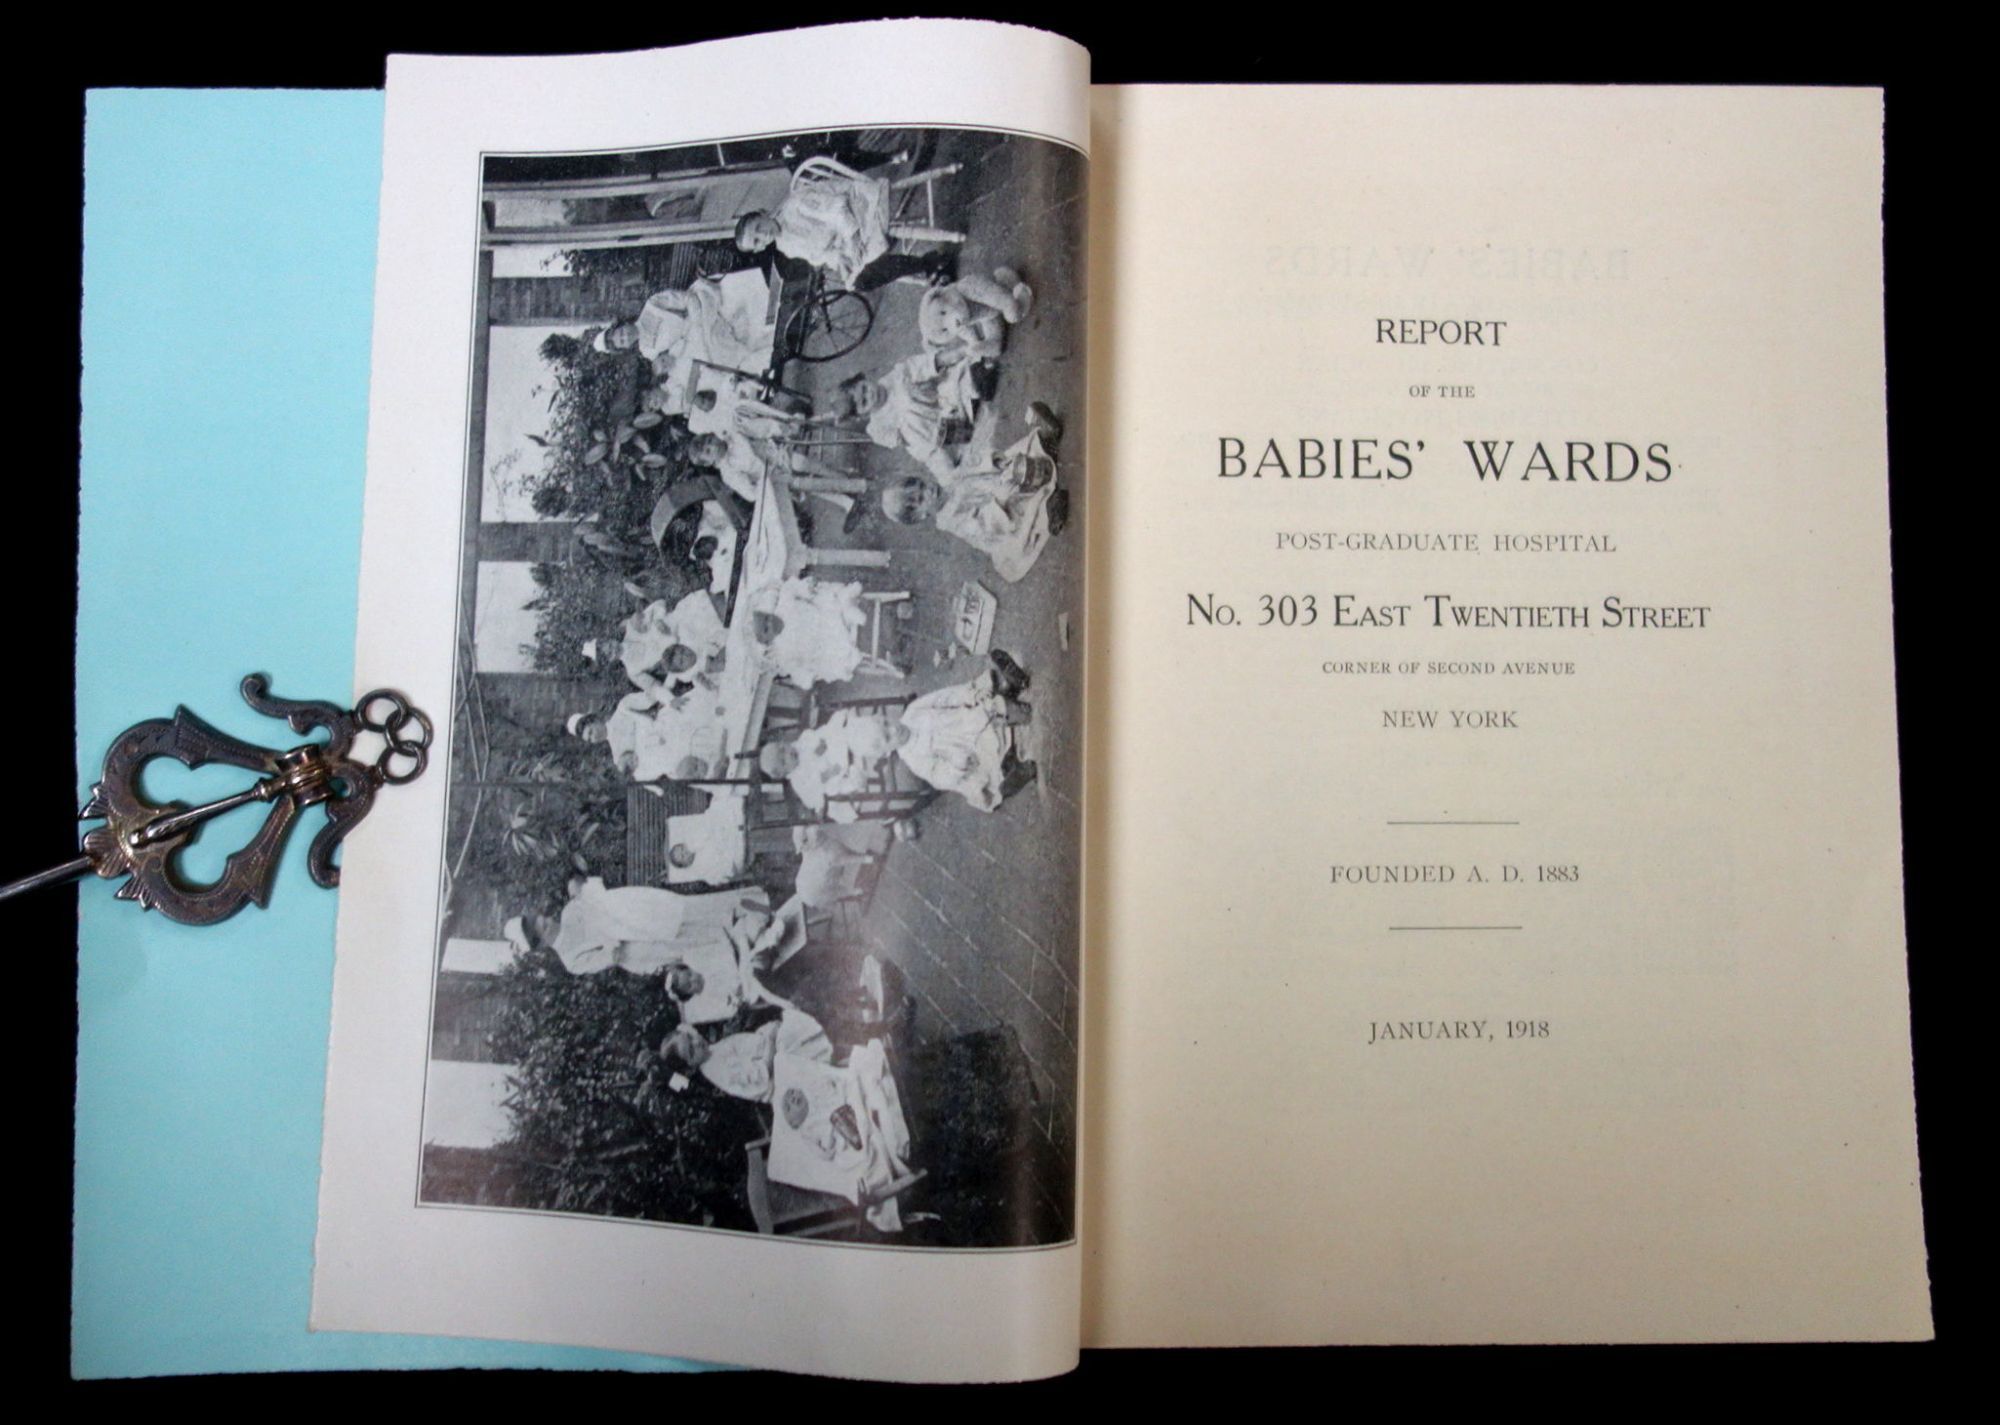 REPORT
OF THE
BABIES' WARDS
POST-GRADUATE HOSPITAL
No. 303 East Twentieth Street
CORNER OF SECOND AVENUE
NEW YORK
FOUNDED A. D. 1883
JANUARY, 1918